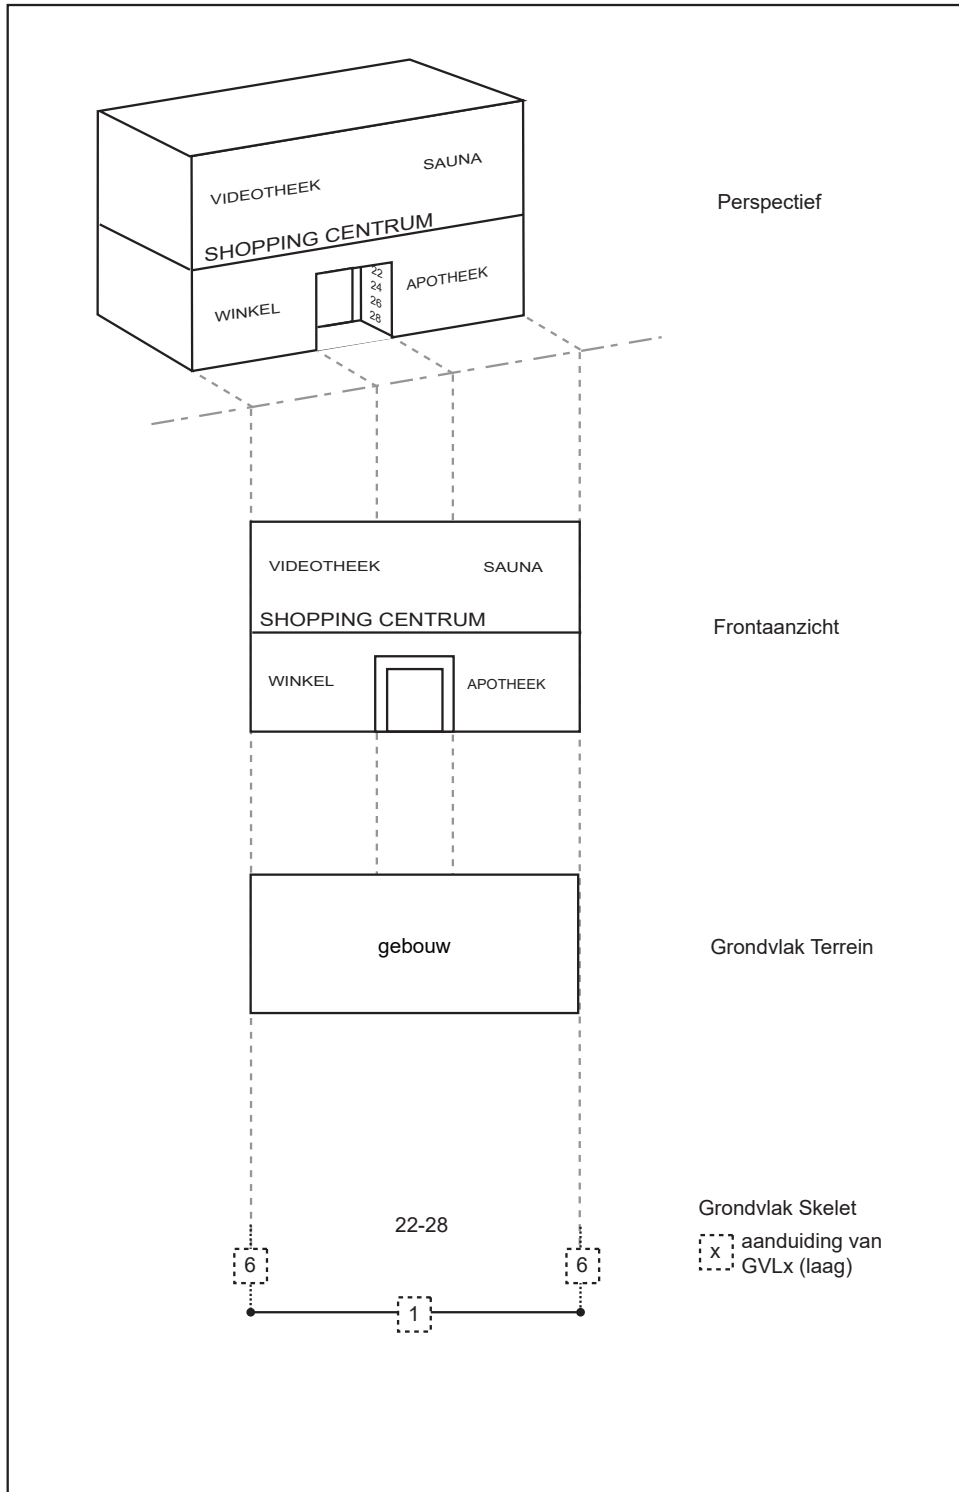 VIDEOTHEEK
SAUNA
SHOPPING CENTRUM
WINKEL
22
24
26
28
APOTHEEK
Perspectief
VIDEOTHEEK
SAUNA
SHOPPING CENTRUM
WINKEL
APOTHEEK
Frontaanzicht
gebouw
Grondvlak Terrein
22-28
Grondvlak Skelet
x
aanduiding van
GVLx (laag)
6
6
1